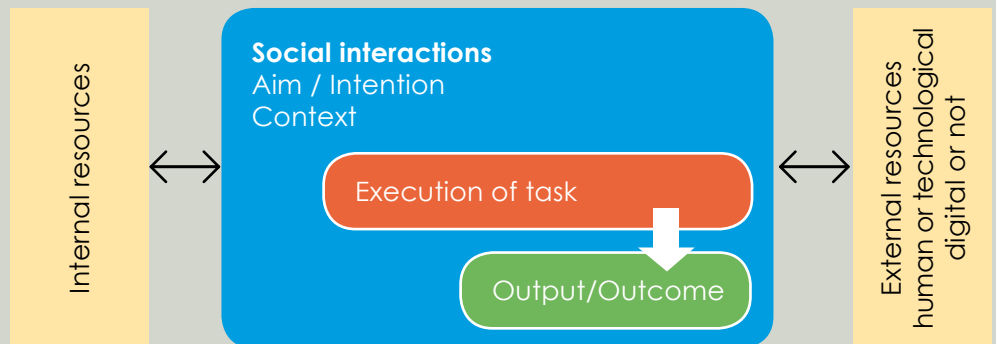 Internal resources
Social interactions
Aim / Intention
Context
Execution of task
Output/Outcome
External resources
human or technological
digital or not